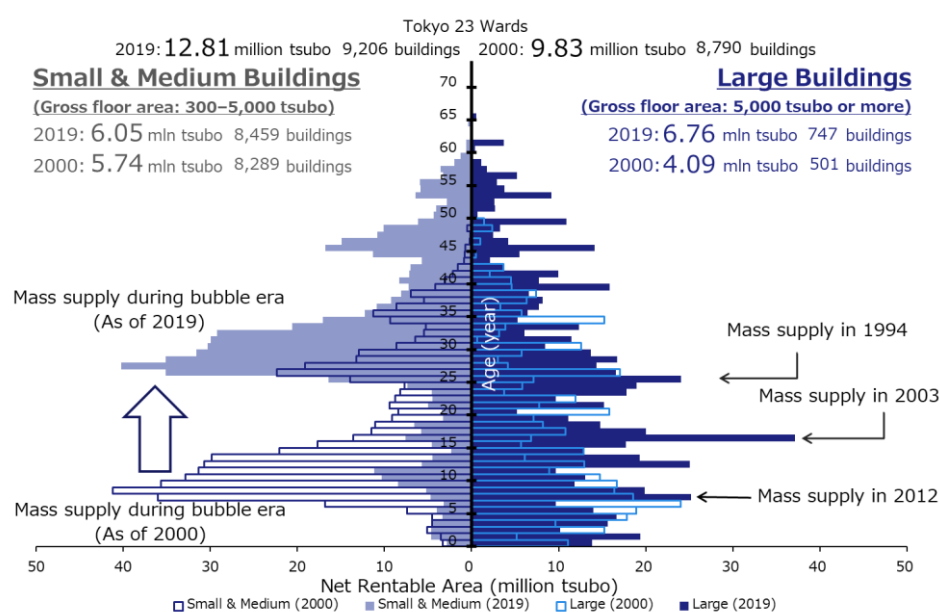 Tokyo 23 Wards
2019: 12.81 million tsubo 9,206 buildings 2000: 9.83 million tsubo 8,790 buildings
Small & Medium Buildings
(Gross floor area: 300–5,000 tsubo)
2019: 6.05 mln tsubo 8,459 buildings
2000: 5.74 mln tsubo 8,289 buildings
Large Buildings
(Gross floor area: 5,000 tsubo or more)
2019: 6.76 mln tsubo 747 buildings
2000: 4.09 mln tsubo 501 buildings
70
65
60
55
50
45
40
35
30
25
20
15
10
5
0
Age (year)
Mass supply during bubble era
(As of 2019)
Mass supply during bubble era
(As of 2000)
Mass supply in 1994
Mass supply in 2003
Mass supply in 2012
50 40 30 20 10 0 10 20 30 40 50
Net Rentable Area (million tsubo)
Small & Medium (2000) Small & Medium (2019) Large (2000) Large (2019)